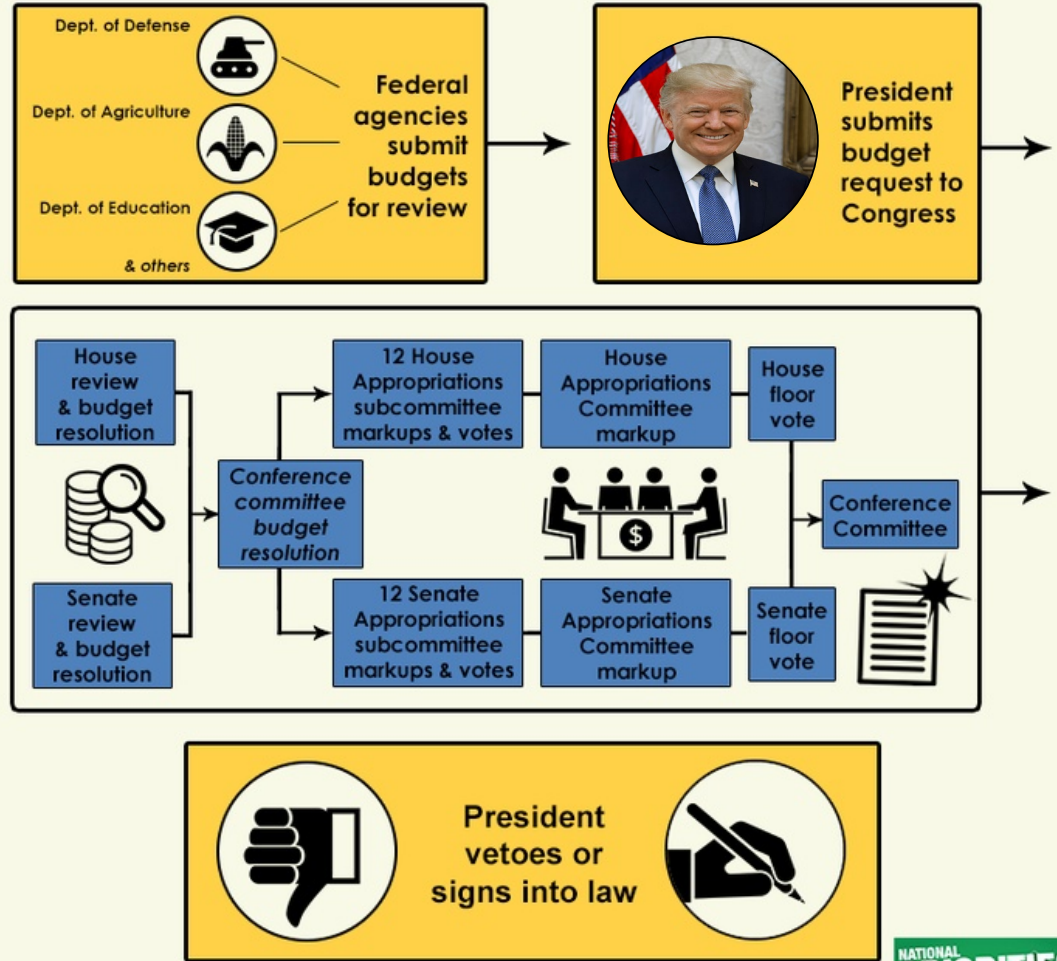 Dept. of Defense
Dept. of Agriculture
Dept. of Education
& others
Federal
agencies
submit
budgets
for review
President
submits
budget
request to
Congress
House
review
& budget
resolution
Senate
review
& budget
resolution
Conference
committee
budget
resolution
12 House
Appropriations
subcommittee
markups & votes
House
Appropriations
Committee
markup
House
floor
vote
$
12 Senate
Appropriations
subcommittee
markups & votes
Senate
Appropriations
Committee
markup
Senate
floor
vote
Conference
Committee
President
vetoes or
signs into law
NATIONAL